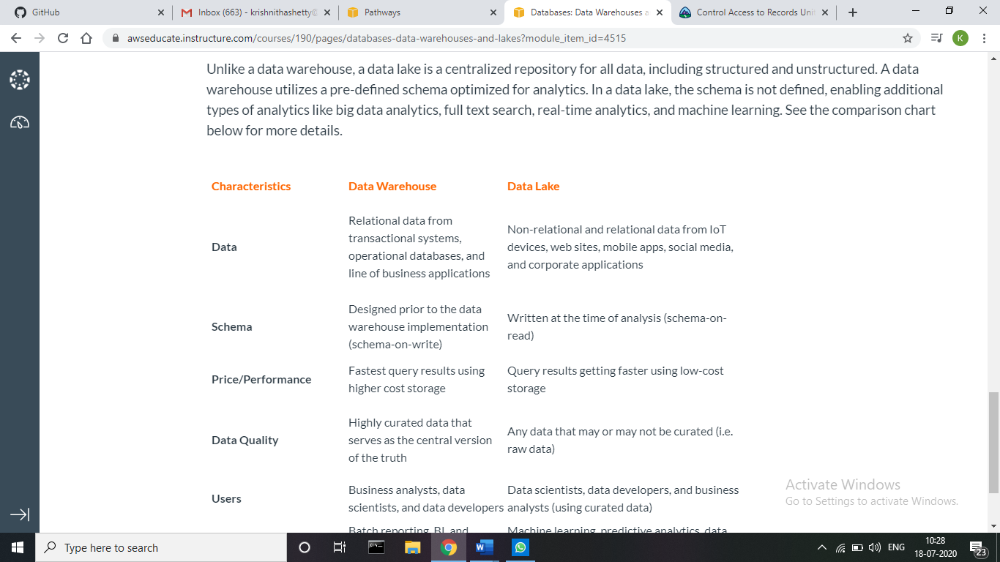 GitHub
Inbox (663) - krishnithashetty@
Pathways
Databases: Data Warehouses a
Control Access to Records Unit
awseducate.instructure.com/courses/190/pages/databases-data-warehouses-and-lakes?module_item_id=4515
K
Unlike a data warehouse, a data lake is a centralized repository for all data, including structured and unstructured. A data
warehouse utilizes a pre-defined schema optimized for analytics. In a data lake, the schema is not defined, enabling additional
types of analytics like big data analytics, full text search, real-time analytics, and machine learning. See the comparison chart
below for more details.
Characteristics Data Warehouse Data Lake
Data
Relational data from
transactional systems,
operational databases, and
line of business applications
Non-relational and relational data from IoT
devices, web sites, mobile apps, social media,
and corporate applications
Schema
Designed prior to the data
warehouse implementation
(schema-on-write)
Written at the time of analysis (schema-on-
read)
Price/Performance
Fastest query results using
higher cost storage
Query results getting faster using low-cost
storage
Data Quality
Highly curated data that
serves as the central version
of the truth
Any data that may or may not be curated (i.e.
raw data)
Users
Business analysts, data
scientists, and data developers
Data scientists, data developers, and business
analysts (using curated data)
Batch reporting, BI, and
Machine learning, predictive analytics, data
Activate Windows
Go to Settings to activate Windows.
Type here to search
W
ENG
10:28
18-07-2020
23